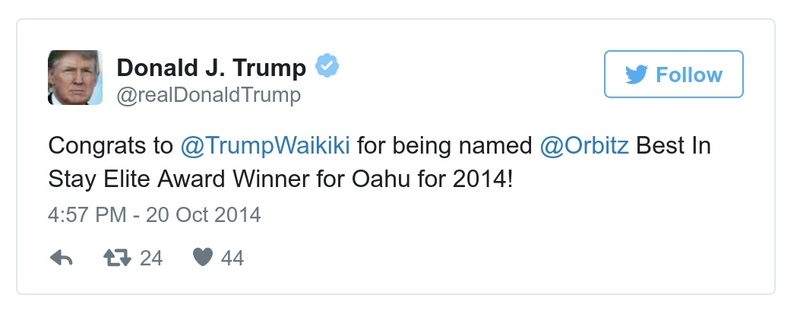 Donald J. Trump
@realDonaldTrump
Follow
Congrats to @TrumpWaikiki for being named @Orbitz Best In
Stay Elite Award Winner for Oahu for 2014!
4:57 PM - 20 Oct 2014
24 44